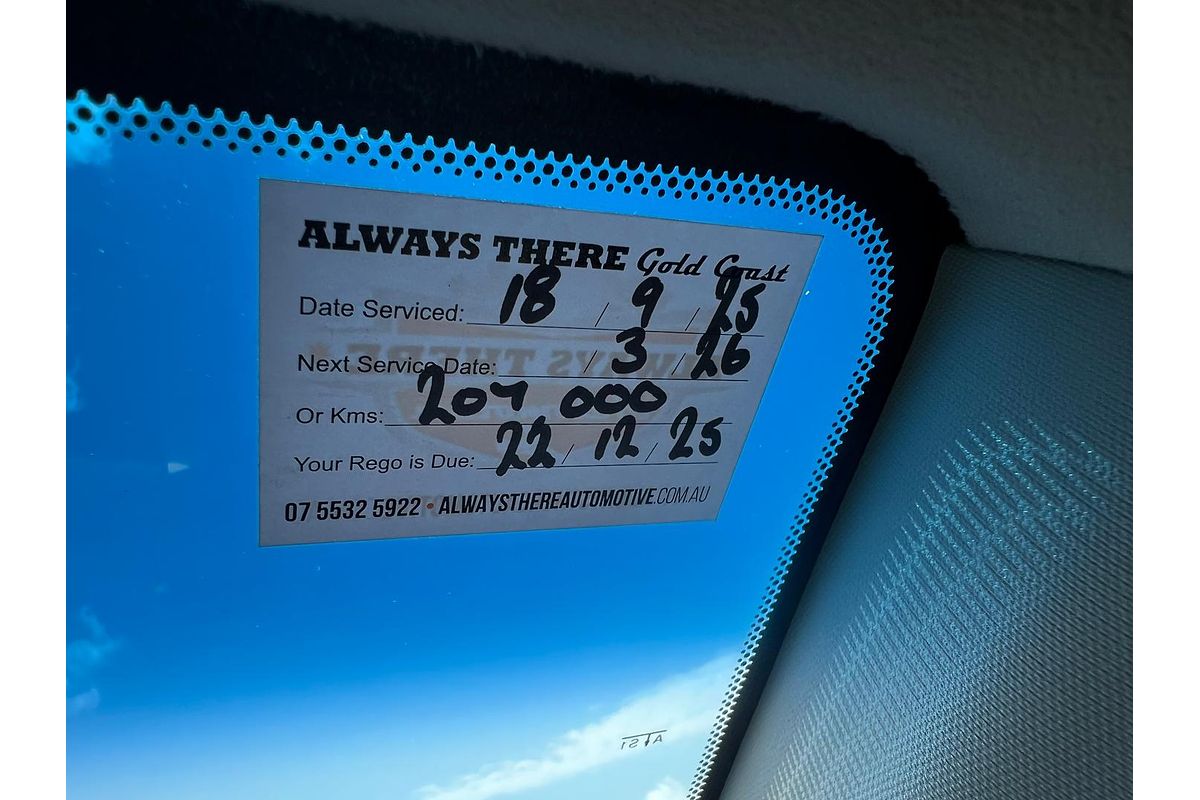 ALWAYS THERE Gold Coast
Date Serviced: 18 / 9 / 25
Next Service Date: / 3 / 26
Or Kms: 207 000
Your Rego is Due: 22 / 12 / 25
07 5532 5922 • ALWAYSTHEREAUTOMOTIVE.COM.AU